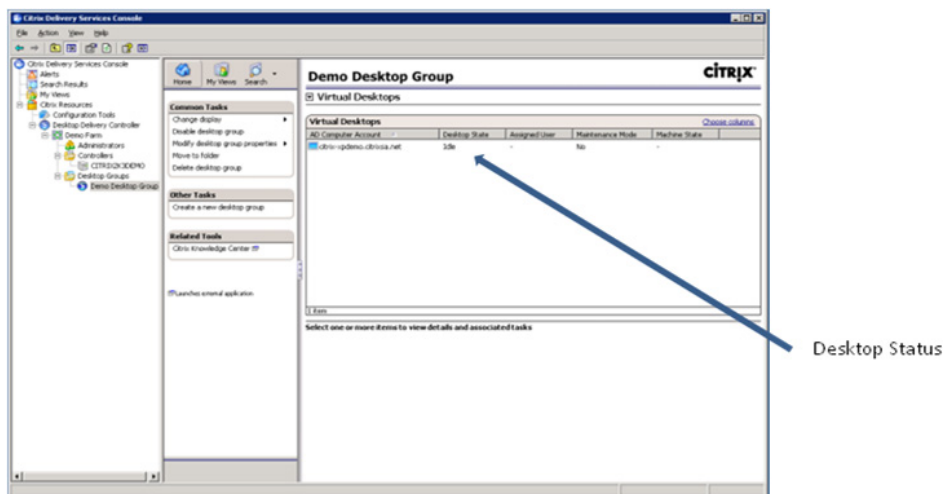 Citrix Delivery Services Console
File Action View Help
Citrix Delivery Services Console
Alerts
Search Results
My Views
Citrix Resources
Configuration Tools
Desktop Delivery Controller
Demo Farm
Administrators
Controllers
Desktop Groups
Demo Desktop Group
Home My Views Search
Common Tasks
Change display
Disable desktop group
Modify desktop group properties
Move to folder
Delete desktop group
Other Tasks
Create a new desktop group
Related Tools
Citrix Knowledge Center
Launches external application
Demo Desktop Group
CITRIX
Virtual Desktops
Virtual Desktops Choose columns
AD Computer Account Desktop State Assigned User Maintenance Mode Machine State
citrix-xpdemo.citrixsa.net Idle - No -
1 item
Select one or more items to view details and associated tasks
Desktop Status